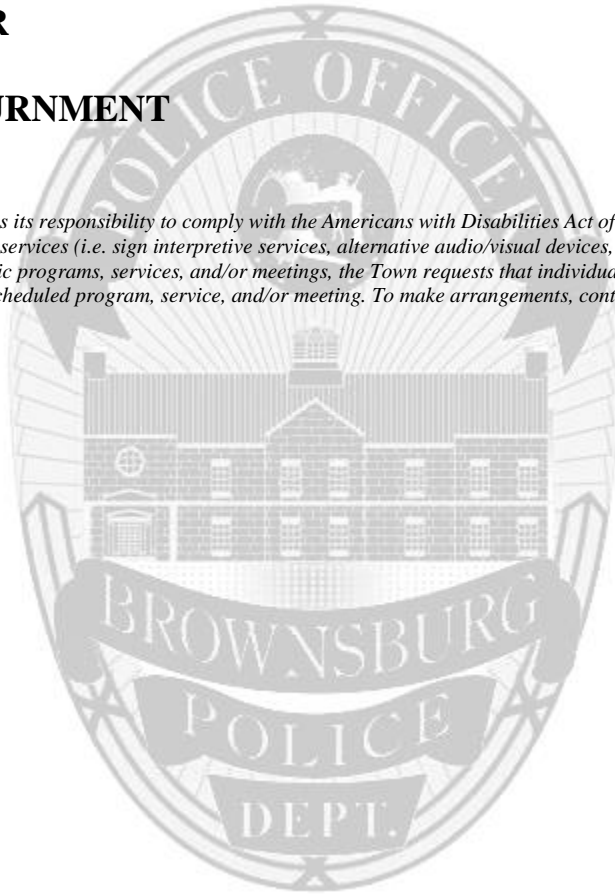 R
URNMENT
POLICE OFFICER
s its responsibility to comply with the Americans with Disabilities Act of
services (i.e. sign interpretive services, alternative audio/visual devices,
ic programs, services, and/or meetings, the Town requests that individua
cheduled program, service, and/or meeting. To make arrangements, cont
BROWNSBURG
POLICE
DEPT.